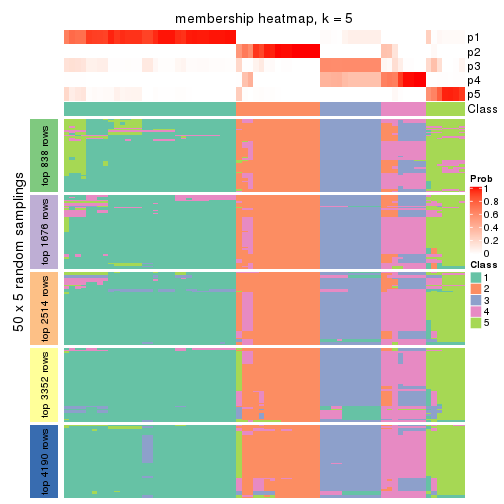 membership heatmap, k = 5
p1
p2
p3
p4
p5
Class
50 x 5 random samplings
top 838 rows
top 1676 rows
top 2514 rows
top 3352 rows
top 4190 rows
Prob
1
0.8
0.6
0.4
0.2
0
Class
1
2
3
4
5